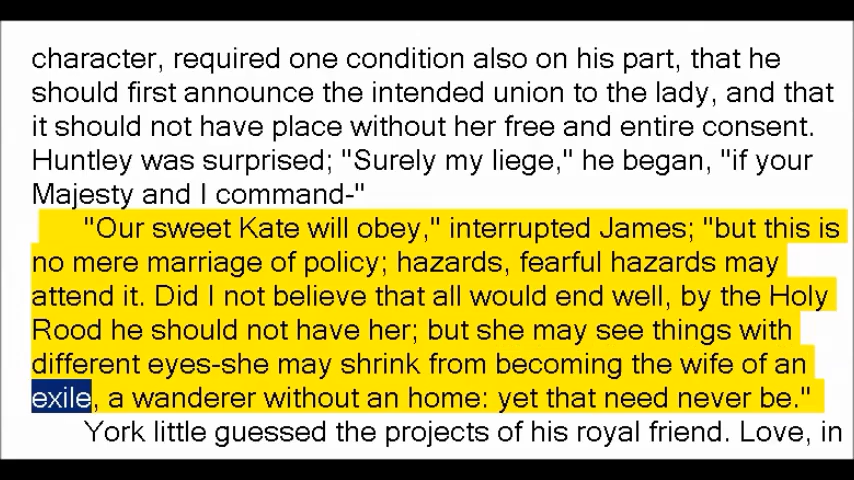 character, required one condition also on his part, that he
should first announce the intended union to the lady, and that
it should not have place without her free and entire consent.
Huntley was surprised; "Surely my liege," he began, "if your
Majesty and I command-"
"Our sweet Kate will obey," interrupted James; "but this is
no mere marriage of policy; hazards, fearful hazards may
attend it. Did I not believe that all would end well, by the Holy
Rood he should not have her; but she may see things with
different eyes-she may shrink from becoming the wife of an
exile, a wanderer without an home: yet that need never be."
York little guessed the projects of his royal friend. Love, in